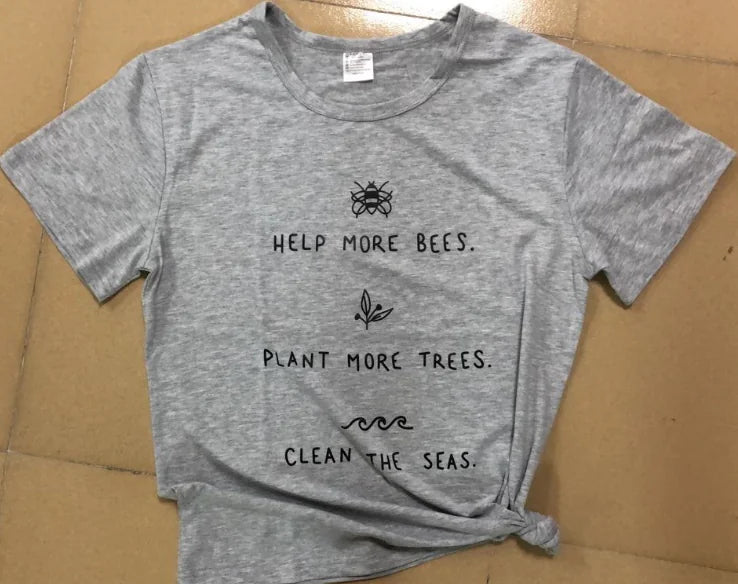 HELP MORE BEES.
PLANT MORE TREES.
CLEAN THE SEAS.